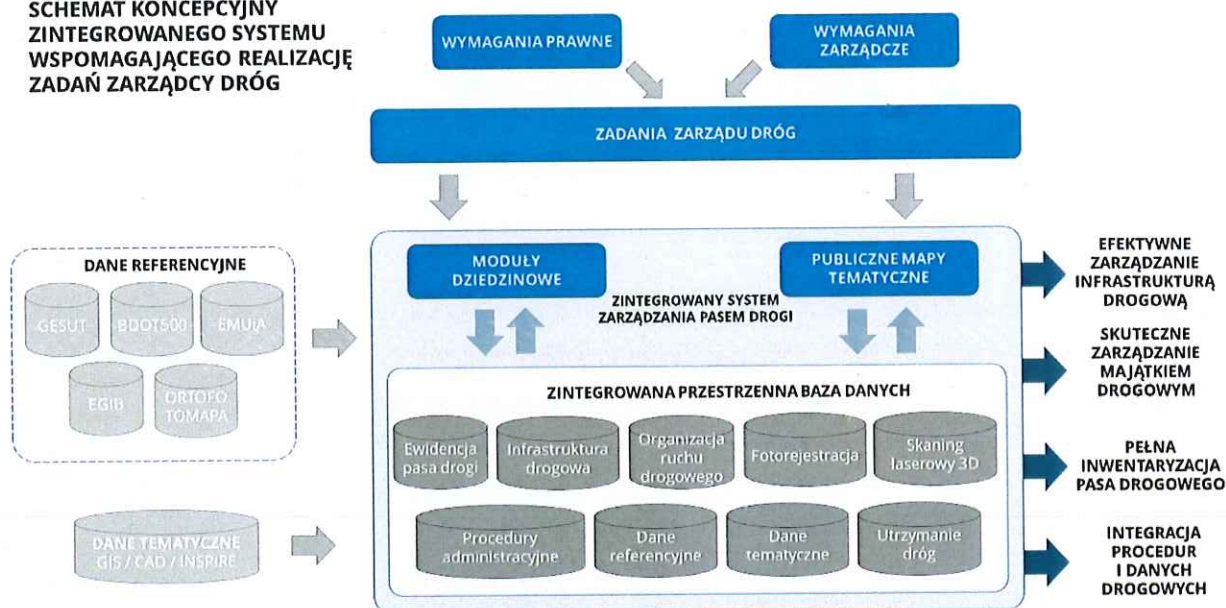 SCHEMAT KONCEPCYJNY
ZINTEGROWANEGO SYSTEMU
WSPOMAGAJĄCEGO REALIZACJĘ
ZADAŃ ZARZĄDCY DRÓG
WYMAGANIA PRAWNE
WYMAGANIA
ZARZĄDCZE
ZADANIA ZARZĄDU DRÓG
DANE REFERENCYJNE
GESUT
BDOT500
EMUiA
EGIB
ORTOFO
TOMAPA
DANE TEMATYCZNE
GIS / CAD / INSPIRE
MODUŁY
DZIEDZINOWE
PUBLICZNE MAPY
TEMATYCZNE
ZINTEGROWANY SYSTEM
ZARZĄDZANIA PASEM DROGI
ZINTEGROWANA PRZESTRZENNA BAZA DANYCH
Ewidencja
pasa drogi
Infrastruktura
drogowa
Organizacja
ruchu
drogowego
Fotorejestracja
Skaning
laserowy 3D
Procedury
administracyjne
Dane
referencyjne
Dane
tematyczne
Utrzymanie
dróg
EFEKTYWNE
ZARZĄDZANIE
INFRASTRUKTURĄ
DROGOWĄ
SKUTECZNE
ZARZĄDZANIE
MAJĄTKIEM
DROGOWYM
PEŁNA
INWENTARYZACJA
PASA DROGOWEGO
INTEGRACJA
PROCEDUR
I DANYCH
DROGOWYCH